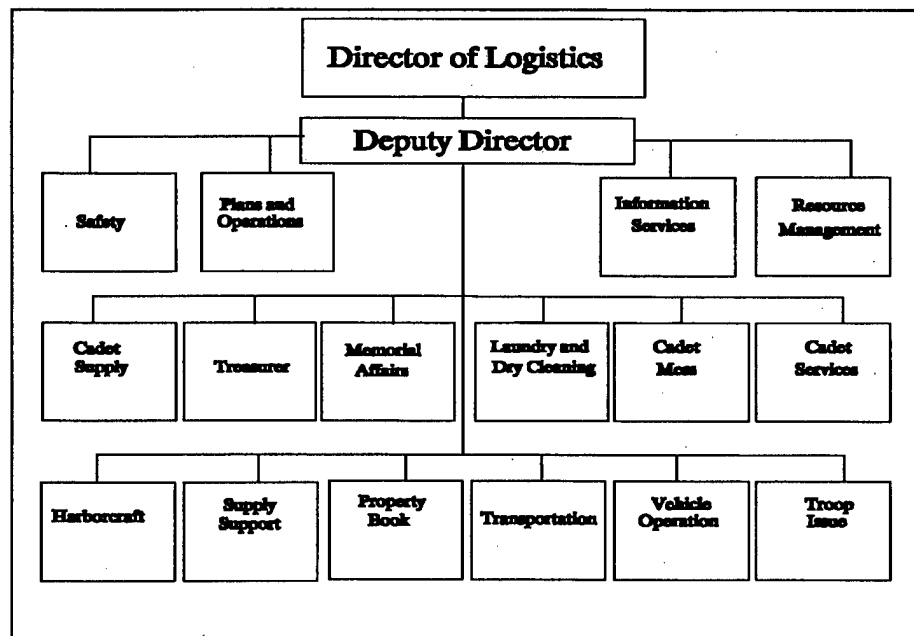 Director of Logistics
Deputy Director
Safety
Plans and
Operations
Information
Services
Resource
Management
Cadet
Supply
Treasurer
Memorial
Affairs
Laundry and
Dry Cleaning
Cadet
Mess
Cadet
Services
Harborcraft
Supply
Support
Property
Book
Transportation
Vehicle
Operation
Troop
Issue